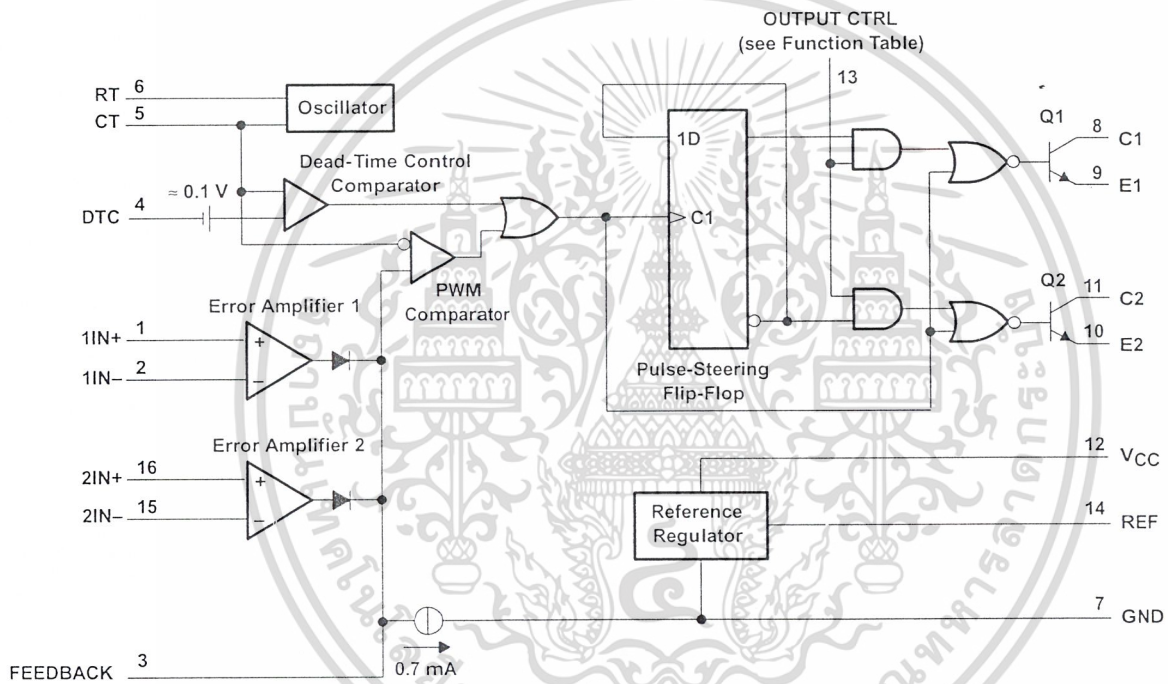 OUTPUT CTRL
(see Function Table)
13
RT 6
CT 5
Oscillator
Dead-Time Control
Comparator
≈ 0.1 V
DTC 4
PWM
Comparator
1D
C1
Pulse-Steering
Flip-Flop
Q1
8 C1
9 E1
Q2
11 C2
10 E2
Error Amplifier 1
1IN+ 1
+
1IN– 2
–
Error Amplifier 2
2IN+ 16
+
2IN– 15
–
12 VCC
Reference
Regulator
14 REF
7 GND
0.7 mA
FEEDBACK 3